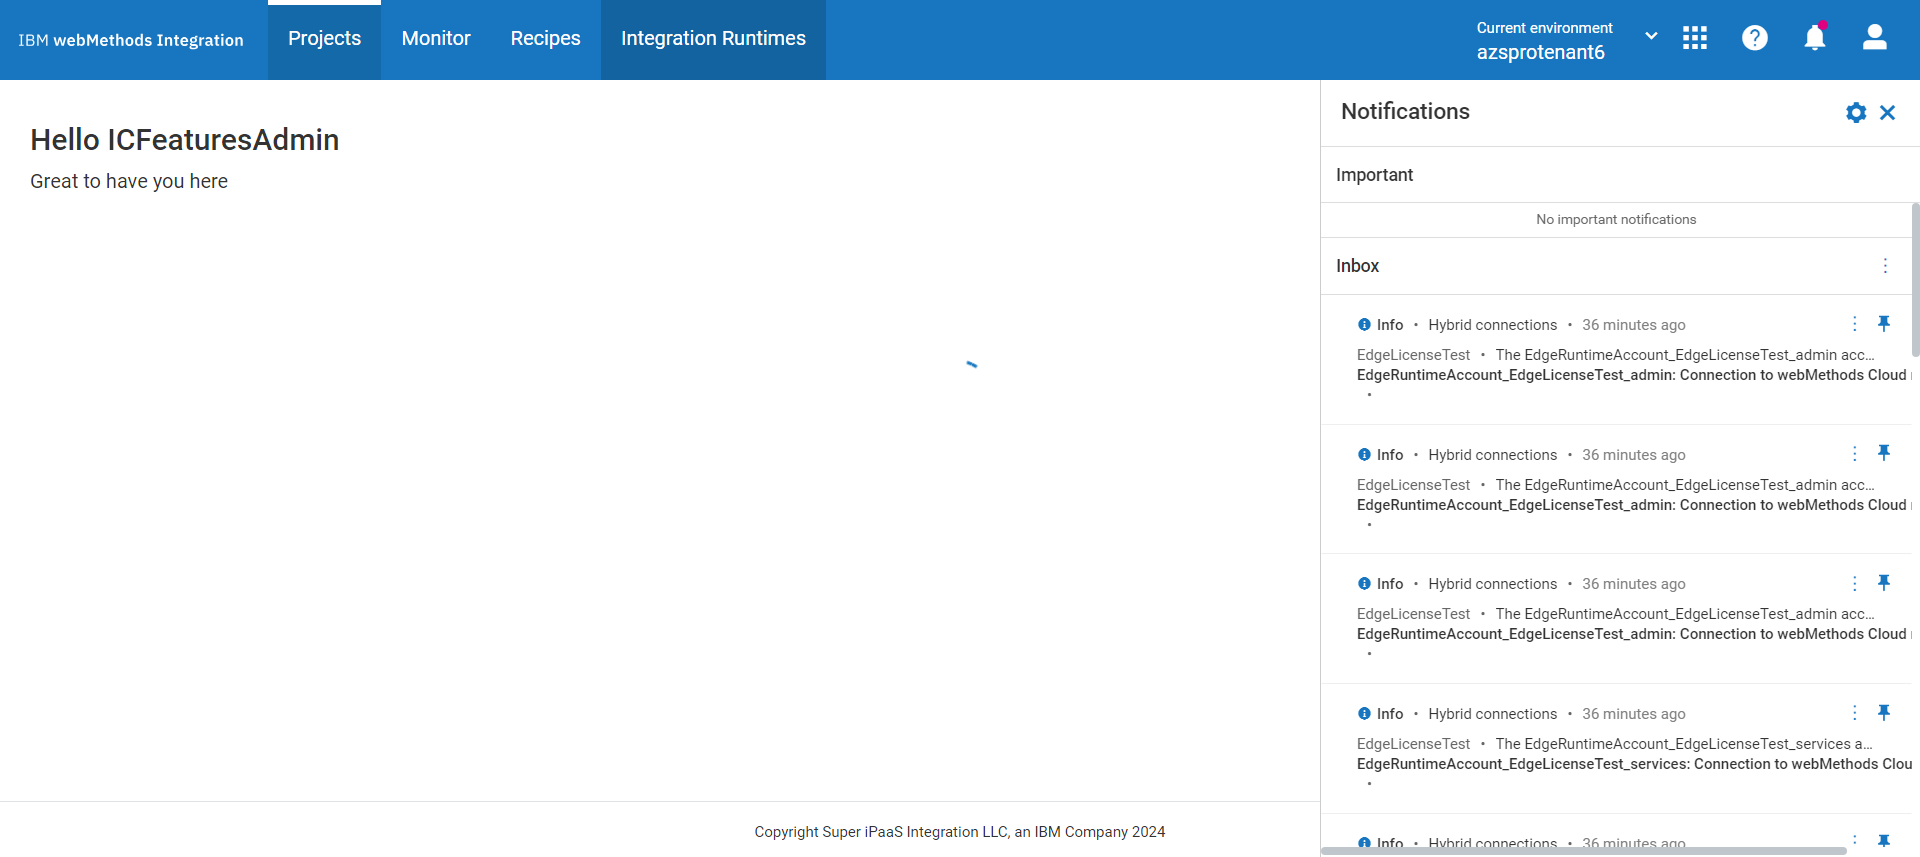 IBM webMethods Integration
Projects
Monitor
Recipes
Integration Runtimes
Current environment
azsprotenant6
Hello ICFeaturesAdmin
Great to have you here
Notifications
Important
No important notifications
Inbox
Info • Hybrid connections • 36 minutes ago
EdgeLicenseTest • The EdgeRuntimeAccount_EdgeLicenseTest_admin acc...
EdgeRuntimeAccount_EdgeLicenseTest_admin: Connection to webMethods Cloud
•
Info • Hybrid connections • 36 minutes ago
EdgeLicenseTest • The EdgeRuntimeAccount_EdgeLicenseTest_admin acc...
EdgeRuntimeAccount_EdgeLicenseTest_admin: Connection to webMethods Cloud
•
Info • Hybrid connections • 36 minutes ago
EdgeLicenseTest • The EdgeRuntimeAccount_EdgeLicenseTest_admin acc...
EdgeRuntimeAccount_EdgeLicenseTest_admin: Connection to webMethods Cloud
•
Info • Hybrid connections • 36 minutes ago
EdgeLicenseTest • The EdgeRuntimeAccount_EdgeLicenseTest_services a...
EdgeRuntimeAccount_EdgeLicenseTest_services: Connection to webMethods Clou
•
Info • Hybrid connections • 36 minutes ago
Copyright Super iPaaS Integration LLC, an IBM Company 2024